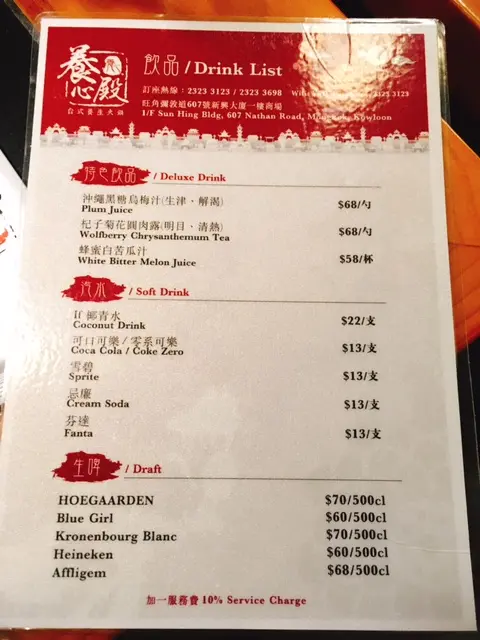 養心殿
台式養生火鍋
飲品 / Drink List
訂座熱線：2323 3123 / 2323 3698 3123
旺角彌敦道607號新興大廈一樓商場
1/F Sun Hing Bldg, 607 Nathan Road, Mongkok, Kowloon
特色飲品 / Deluxe Drink
沖繩黑糖烏梅汁(生津、解渴) $68/勺
Plum Juice
杞子菊花圓肉露(明目、清熱) $68/勺
Wolfberry Chrysanthemum Tea
蜂蜜白苦瓜汁 $58/杯
White Bitter Melon Juice
汽水 / Soft Drink
If 椰青水 $22/支
Coconut Drink
可口可樂 / 零系可樂 $13/支
Coca Cola / Coke Zero
雪碧 $13/支
Sprite
忌廉 $13/支
Cream Soda
芬達 $13/支
Fanta
生啤 / Draft
HOEGAARDEN $70/500cl
Blue Girl $60/500cl
Kronenbourg Blanc $70/500cl
Heineken $60/500cl
Affligem $68/500cl
加一服務費 10% Service Charge